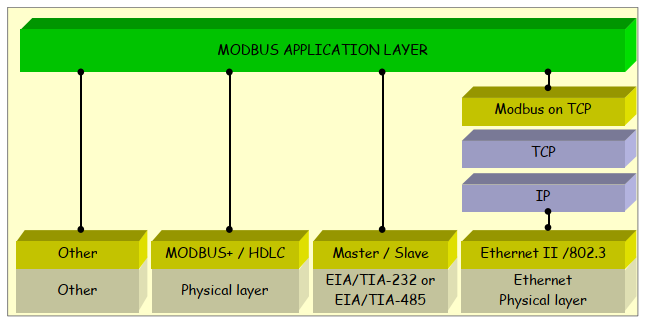 MODBUS APPLICATION LAYER
Modbus on TCP
TCP
IP
Other
MODBUS+ / HDLC
Master / Slave
Ethernet II /802.3
Other
Physical layer
EIA/TIA-232 or
EIA/TIA-485
Ethernet
Physical layer